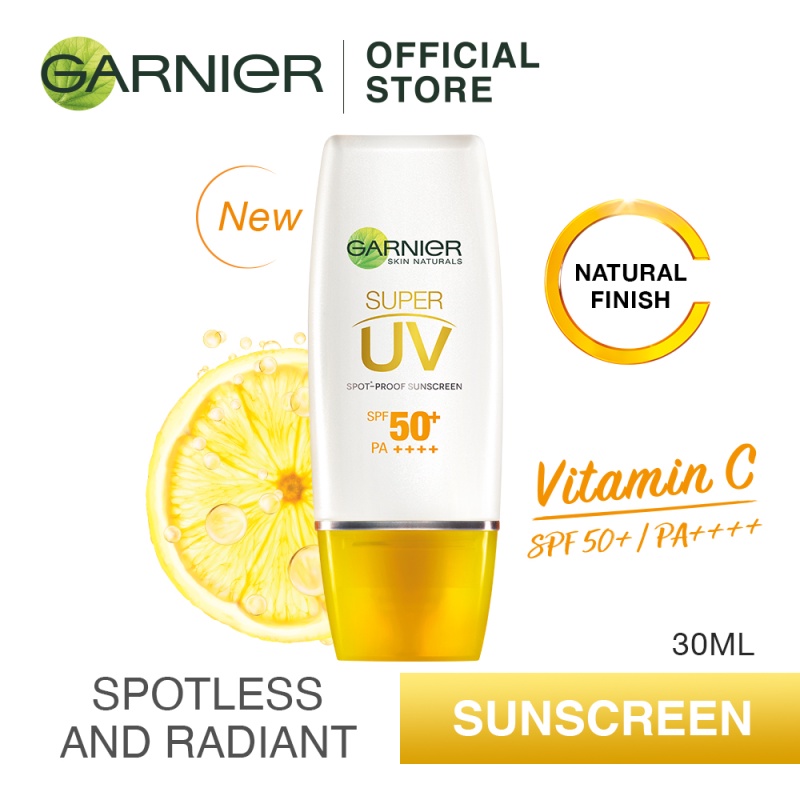 GARNIER
OFFICIAL
STORE
New
GARNIER
SKIN NATURALS
SUPER
UV
SPOT-PROOF SUNSCREEN
SPF 50+
PA ++++
NATURAL
FINISH
Vitamin C
SPF 50+ / PA++++
30ML
SPOTLESS
AND RADIANT
SUNSCREEN